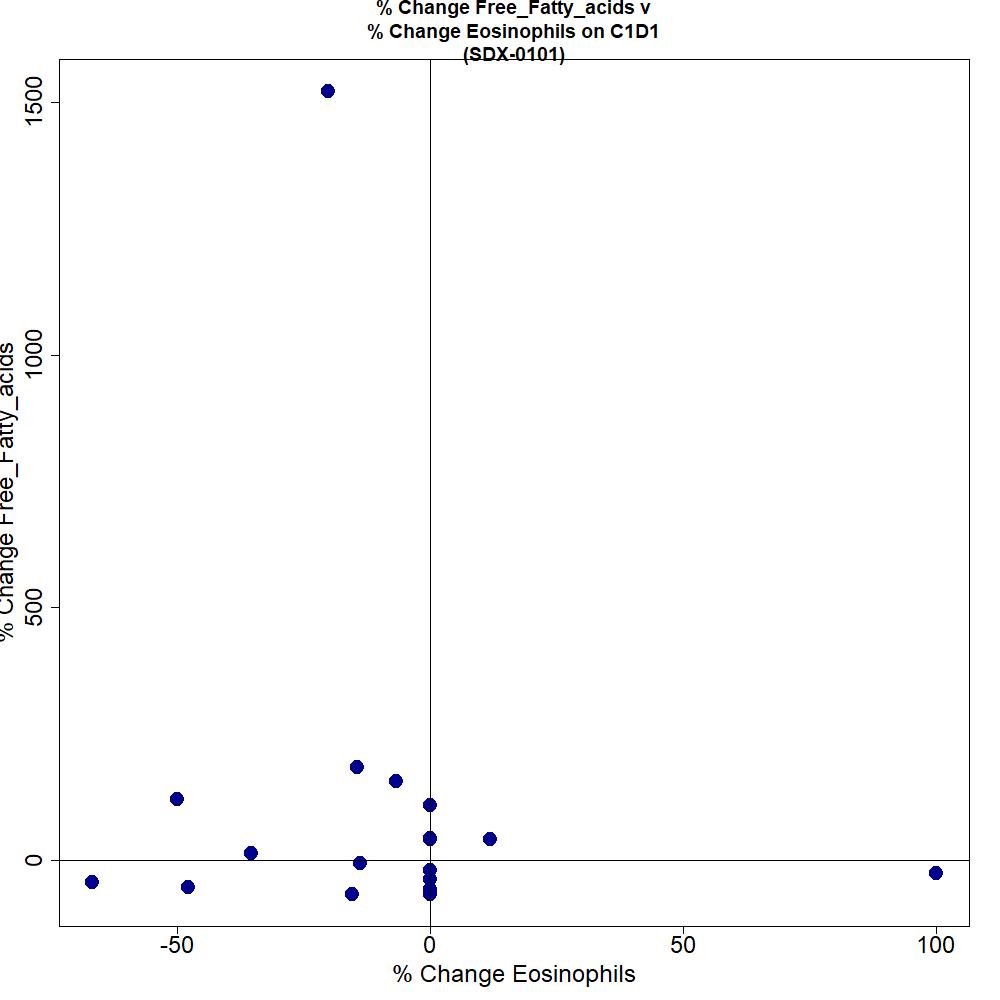 % Change Free_Fatty_acids v
% Change Eosinophils on C1D1
(SDX-0101)
% Change Free_Fatty_acids
1500
1000
500
0
-50
0
50
100
% Change Eosinophils